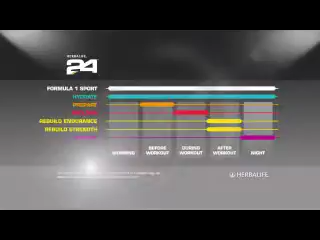 HERBALIFE
24
FORMULA 1 SPORT
HYDRATE
PREPARE
REBUILD ENDURANCE
REBUILD STRENGTH
MORNING
BEFORE WORKOUT
DURING WORKOUT
AFTER WORKOUT
NIGHT
HERBALIFE